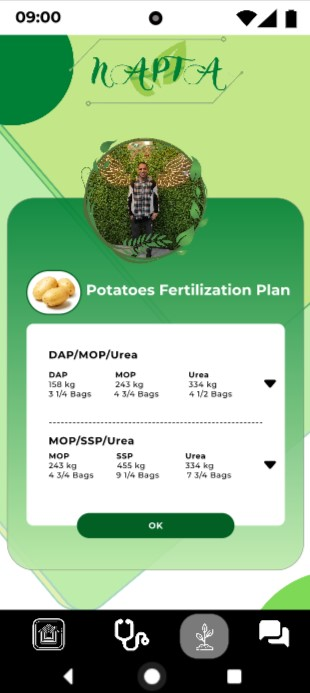 09:00
NAPTA
Potatoes Fertilization Plan
DAP/MOP/Urea
DAP MOP Urea
158 kg 243 kg 334 kg
3 1/4 Bags 4 3/4 Bags 4 1/2 Bags
MOP/SSP/Urea
MOP SSP Urea
243 kg 455 kg 334 kg
4 3/4 Bags 9 1/4 Bags 7 3/4 Bags
OK